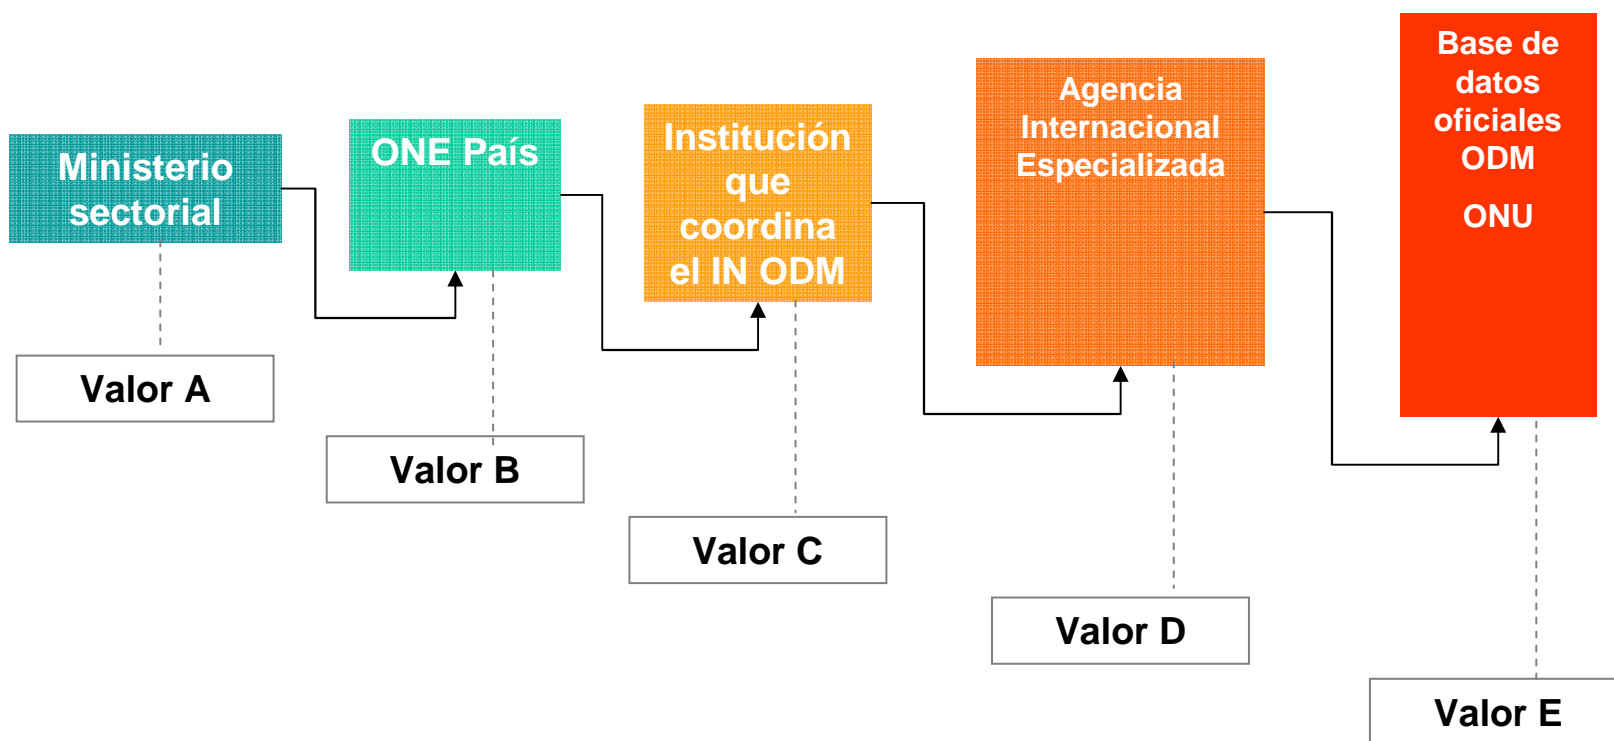 Ministerio
sectorial
ONE País
Institución
que
coordina
el IN ODM
Agencia
Internacional
Especializada
Base de
datos
oficiales
ODM
ONU
Valor A
Valor B
Valor C
Valor D
Valor E